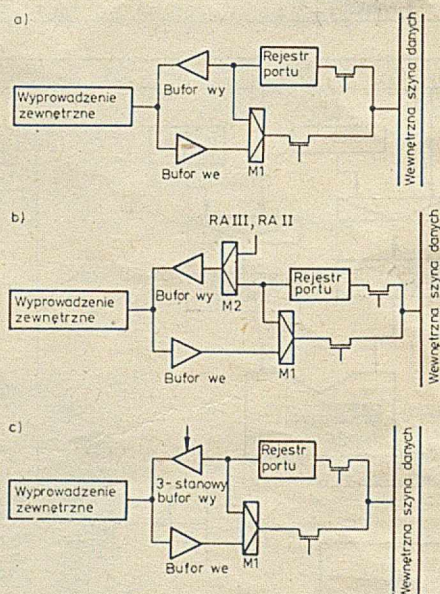 a)
Rejestr
portu
Bufor wy
Wyprowadzenie
zewnętrzne
M1
Bufor we
Wewnętrzna szyna danych
b)
RA III, RA II
Rejestr
portu
Bufor wy
M2
Wyprowadzenie
zewnętrzne
Bufor we
M1
Wewnętrzna szyna danych
c)
Rejestr
portu
3-stanowy
bufor wy
Wyprowadzenie
zewnętrzne
M1
Bufor we
Wewnętrzna szyna danych